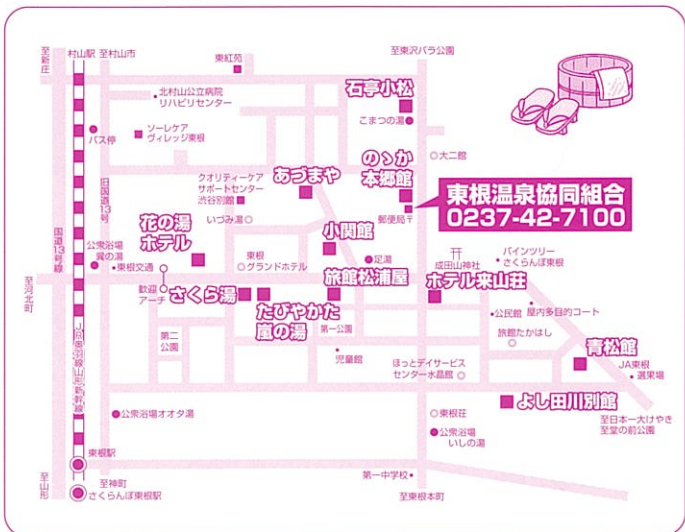 至新庄
村山駅
至村山市
東紅苑
至東沢バラ公園
北村山公立病院
リハビリセンター
石亭小松
こまつの湯
バス停
ソーレケア
ヴィレッジ東根
大二館
クオリティーケア
サポートセンター
渋谷別館
あづまや
のゝか
本郷館
東根温泉協同組合
0237-42-7100
郵便局〒
旧国道13号
国道13号線
花の湯
ホテル
いづみ湯
小関館
公衆浴場
巽の湯
東根交通
東根
グランドホテル
足湯
成田山神社
パインツリー
さくらんぼ東根
至河北町
歓迎
アーチ
さくら湯
たびやかた
嵐の湯
旅館松浦屋
ホテル来山荘
公民館
屋内多目的コート
旅館たかはし
第二
公園
第一公園
児童館
ほっとデイサービス
センター水晶館
青松館
JA東根
選果場
JR奥羽線山形新幹線
よし田川別館
至日本一大けやき
至堂の前公園
公衆浴場オオタ湯
東根荘
公衆浴場
いしの湯
東根駅
第一中学校
至山形
至神町
さくらんぼ東根駅
至東根本町